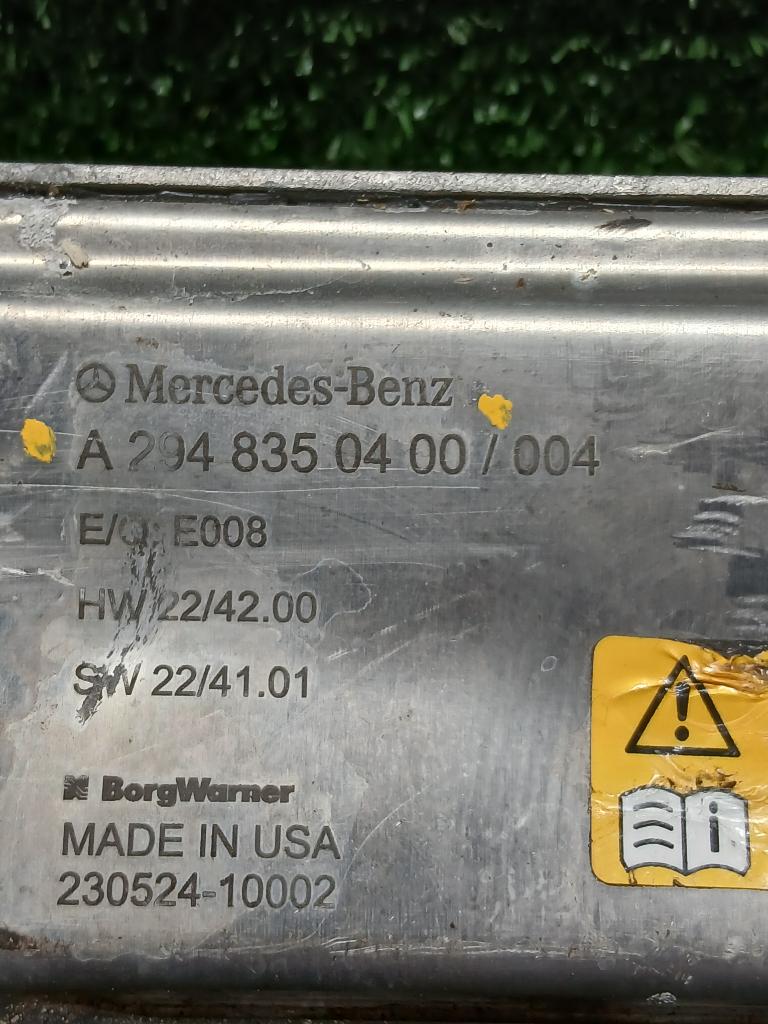 Mercedes-Benz
A 294 835 04 00 / 004
E/Q: E008
HW 22/42.00
SW 22/41.01
BorgWarner
MADE IN USA
230524-10002